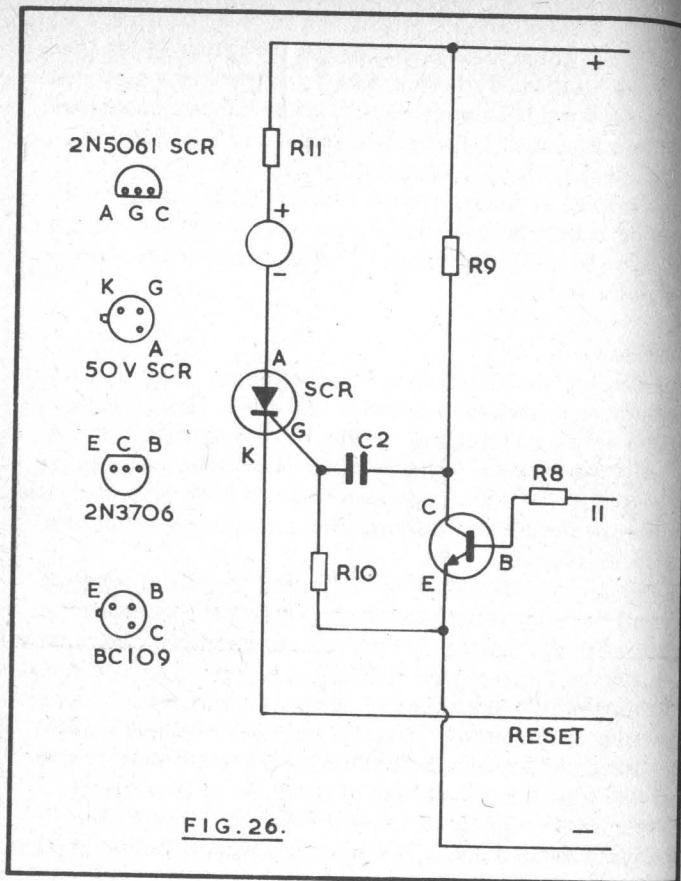 +
R11
2N5061 SCR
A G C
+
-
R9
K G
A
50V SCR
A
SCR
G
K
C2
E C B
2N3706
R8
11
C
B
E
R10
E B
C
BC109
RESET
FIG. 26.
-